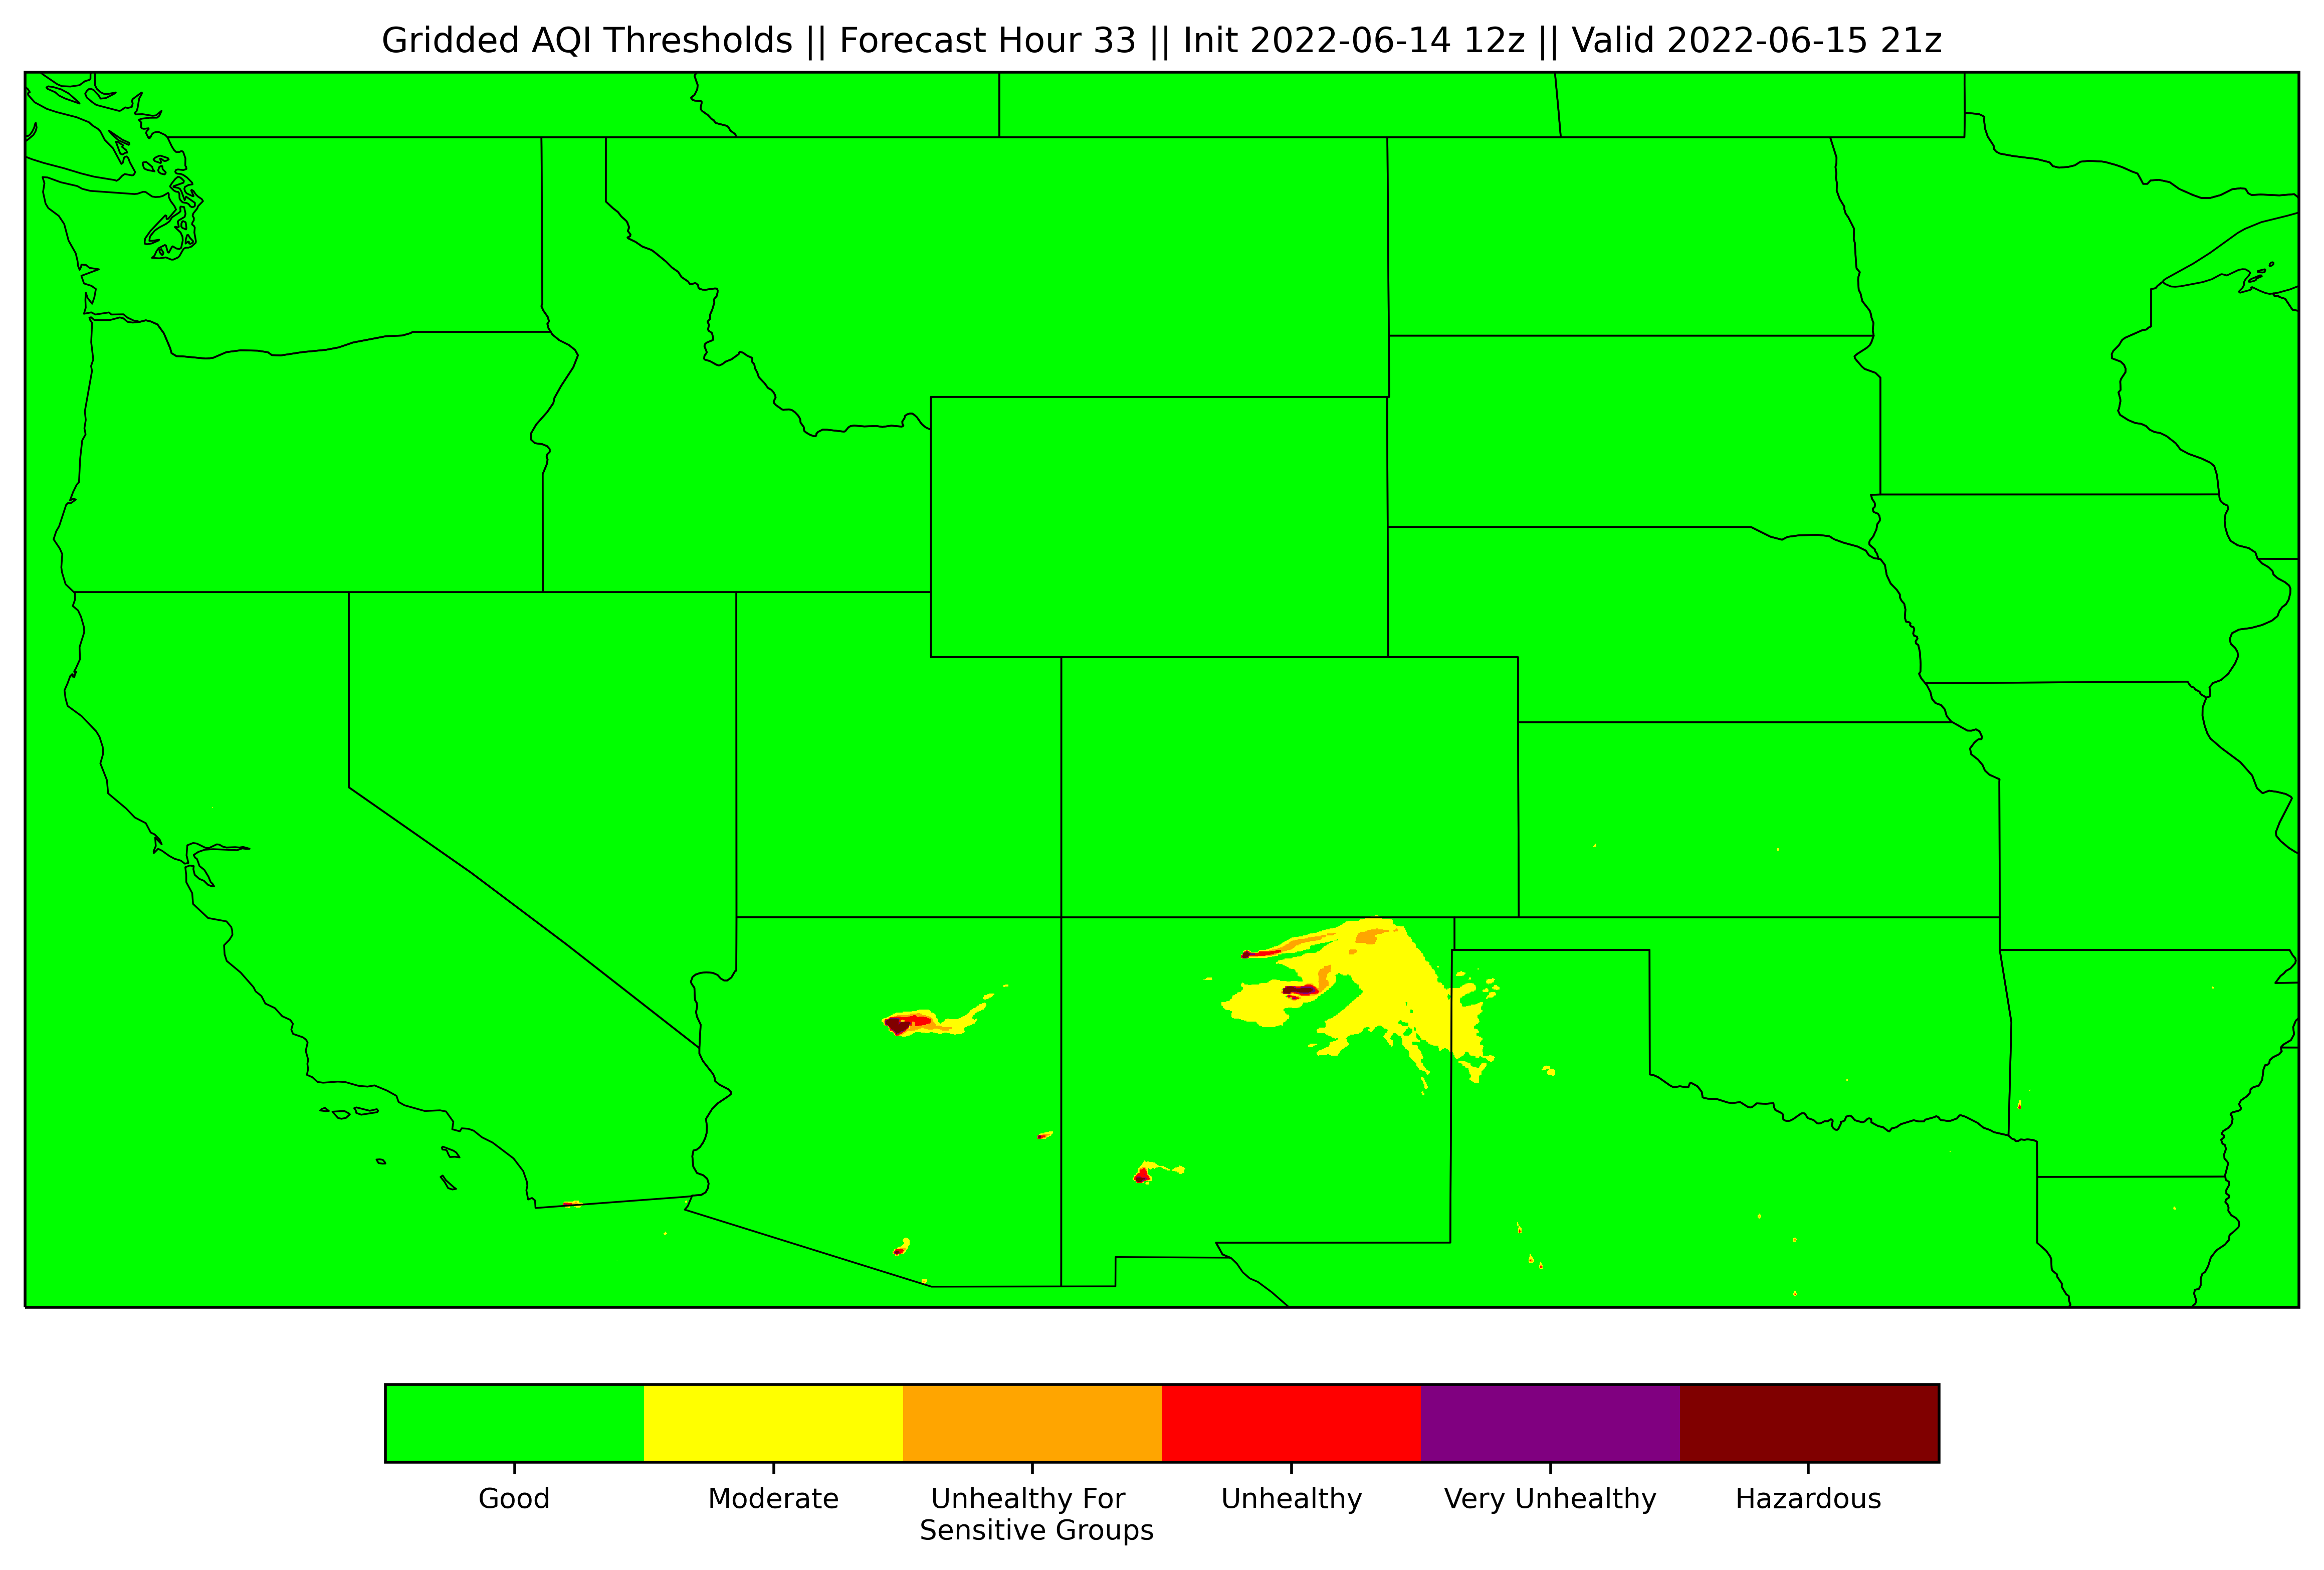 Gridded AQI Thresholds || Forecast Hour 33 || Init 2022-06-14 12z || Valid 2022-06-15 21z
Good
Moderate
Unhealthy For
Sensitive Groups
Unhealthy
Very Unhealthy
Hazardous